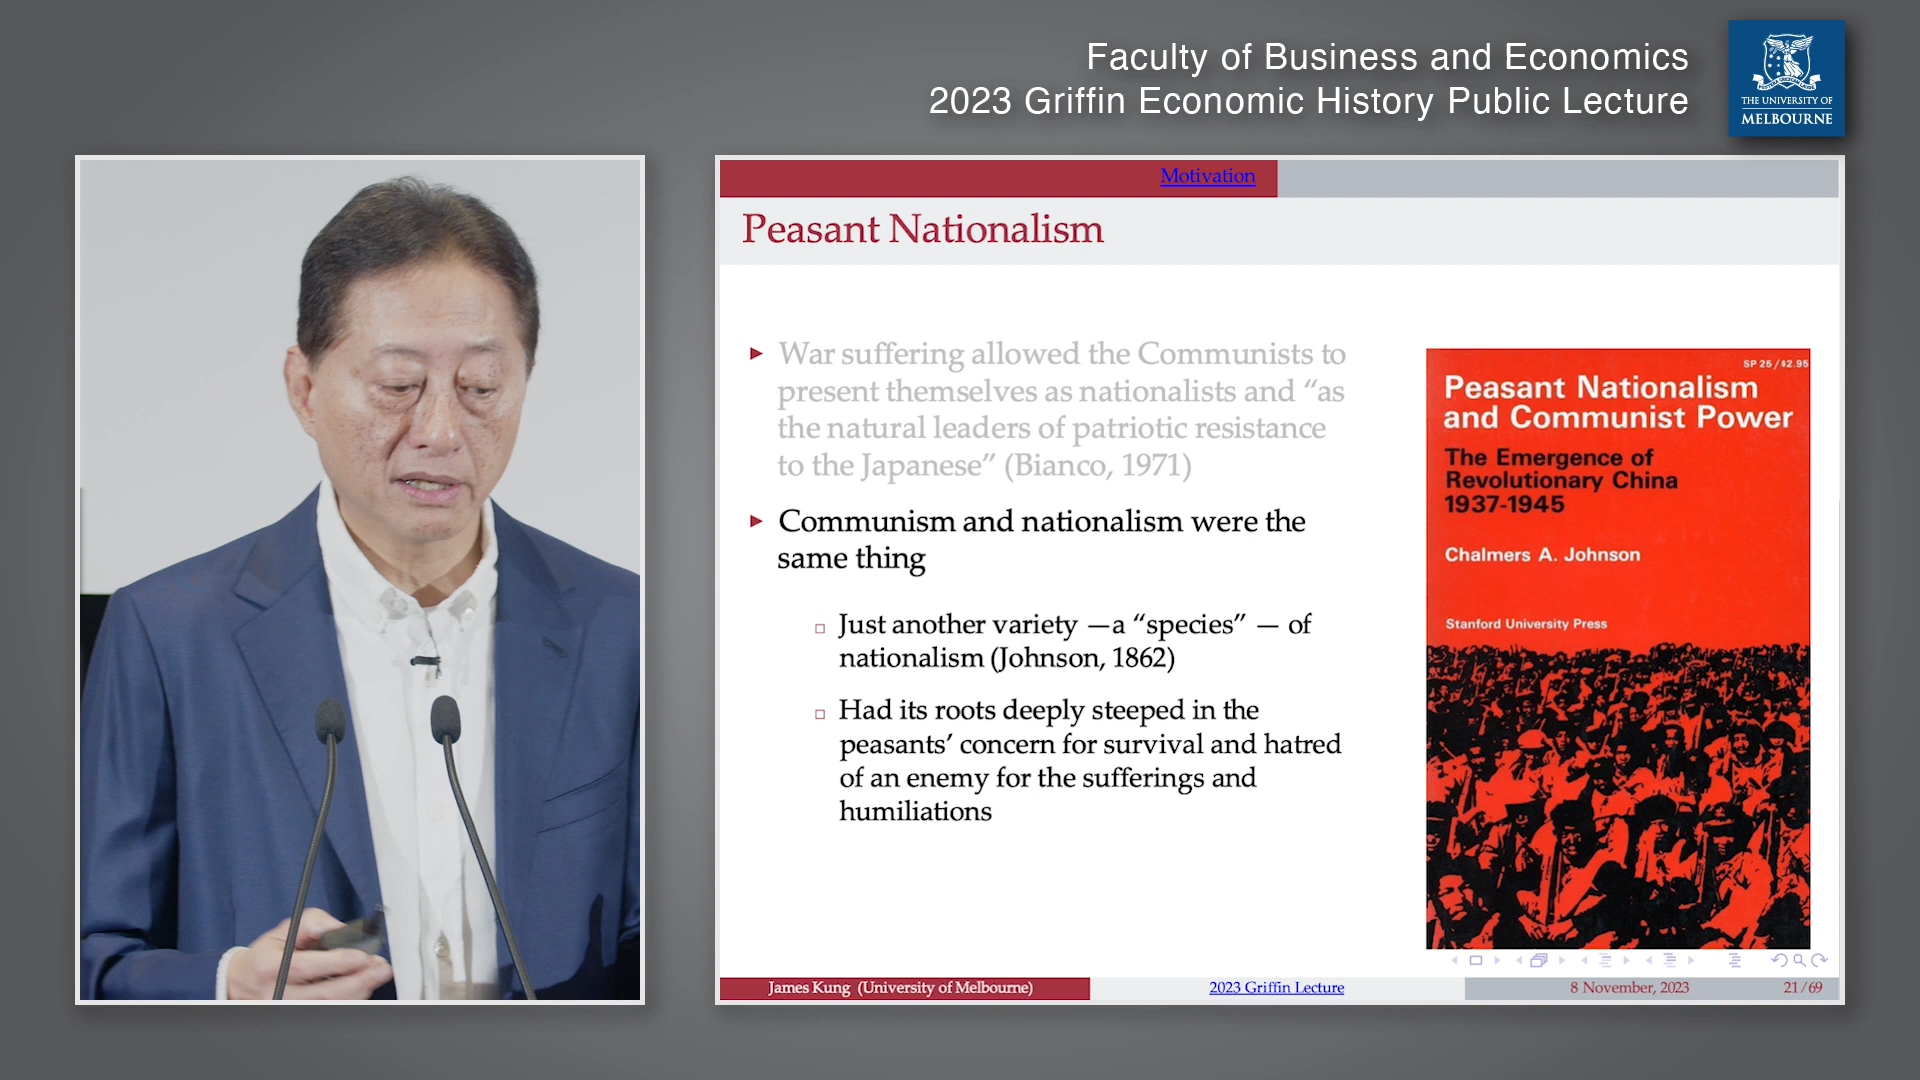 Faculty of Business and Economics
2023 Griffin Economic History Public Lecture
THE UNIVERSITY OF
MELBOURNE
Motivation
Peasant Nationalism
War suffering allowed the Communists to
present themselves as nationalists and “as
the natural leaders of patriotic resistance
to the Japanese” (Bianco, 1971)
Communism and nationalism were the
same thing
Just another variety —a “species” — of
nationalism (Johnson, 1862)
Had its roots deeply steeped in the
peasants’ concern for survival and hatred
of an enemy for the sufferings and
humiliations
SP 25/$2.95
Peasant Nationalism
and Communist Power
The Emergence of
Revolutionary China
1937-1945
Chalmers A. Johnson
Stanford University Press
James Kung (University of Melbourne)
2023 Griffin Lecture
8 November, 2023
21/69